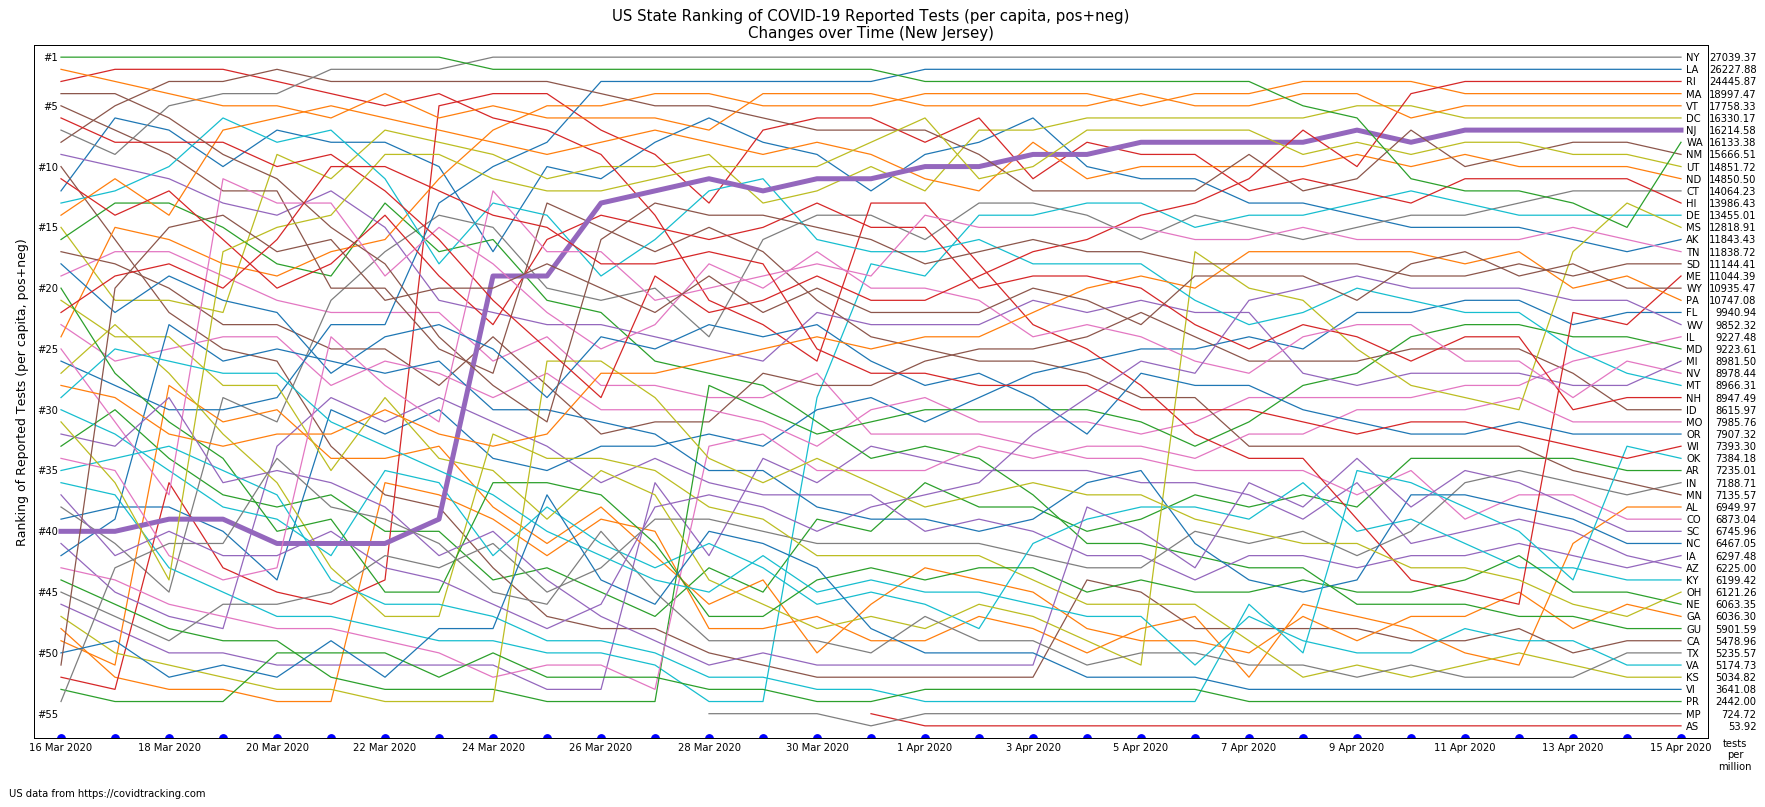 US State Ranking of COVID-19 Reported Tests (per capita, pos+neg)
Changes over Time (New Jersey)
Ranking of Reported Tests (per capita, pos+neg)
#1
#5
#10
#15
#20
#25
#30
#35
#40
#45
#50
#55
NY 27039.37
LA 26227.88
RI 24445.87
MA 18997.47
VT 17758.33
DC 16330.17
NJ 16214.58
WA 16133.38
NM 15666.51
UT 14851.72
ND 14850.50
CT 14064.23
HI 13986.43
DE 13455.01
MS 12818.91
AK 11843.43
TN 11838.72
SD 11144.41
ME 11044.39
WY 10935.47
PA 10747.08
FL 9940.94
WV 9852.32
IL 9227.48
MD 9223.61
MI 8981.50
NV 8978.44
MT 8966.31
NH 8947.49
ID 8615.97
MO 7985.76
OR 7907.32
WI 7393.30
OK 7384.18
AR 7235.01
IN 7188.71
MN 7135.57
AL 6949.97
CO 6873.04
SC 6745.96
NC 6467.05
IA 6297.48
AZ 6225.00
KY 6199.42
OH 6121.26
NE 6063.35
GA 6036.30
GU 5901.59
CA 5478.96
TX 5235.57
VA 5174.73
KS 5034.82
VI 3641.08
PR 2442.00
MP 724.72
AS 53.92
16 Mar 2020 18 Mar 2020 20 Mar 2020 22 Mar 2020 24 Mar 2020 26 Mar 2020 28 Mar 2020 30 Mar 2020 1 Apr 2020 3 Apr 2020 5 Apr 2020 7 Apr 2020 9 Apr 2020 11 Apr 2020 13 Apr 2020 15 Apr 2020
tests
per
million
US data from https://covidtracking.com